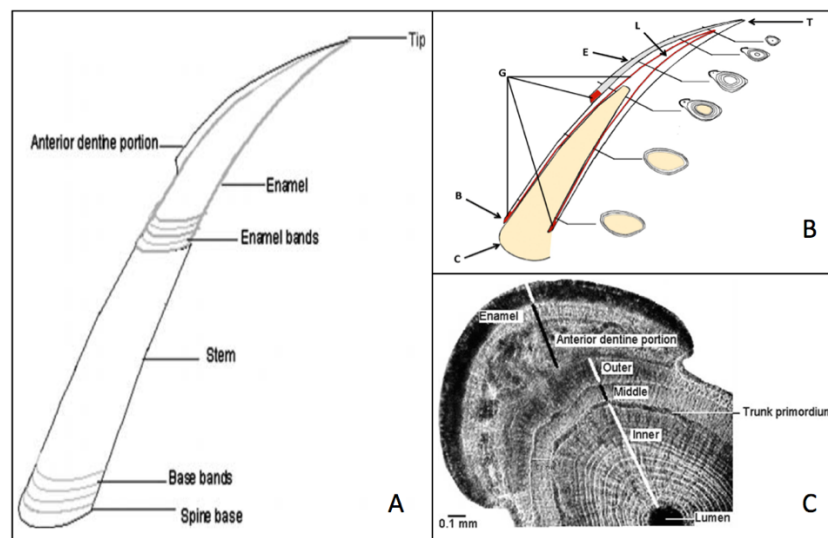 Tip
Anterior dentine portion
Enamel
Enamel bands
Stem
Base bands
Spine base
A
L
T
E
G
B
C
B
Enamel
Anterior dentine portion
Outer
Middle
Trunk primordium
Inner
0.1 mm
Lumen
C